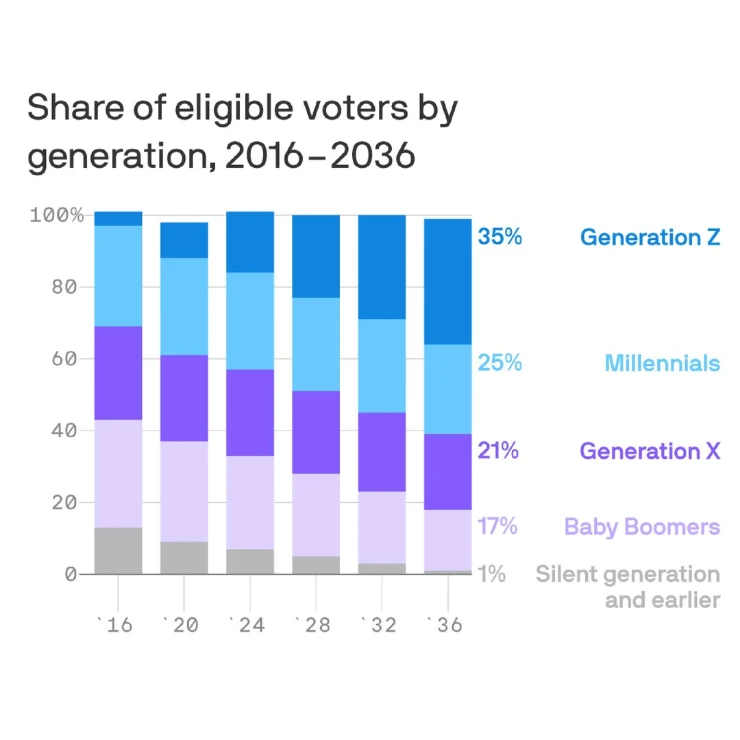 Share of eligible voters by
generation, 2016–2036
100%
80
60
40
20
0
35% Generation Z
25% Millennials
21% Generation X
17% Baby Boomers
1% Silent generation
and earlier
`16 `20 `24 `28 `32 `36